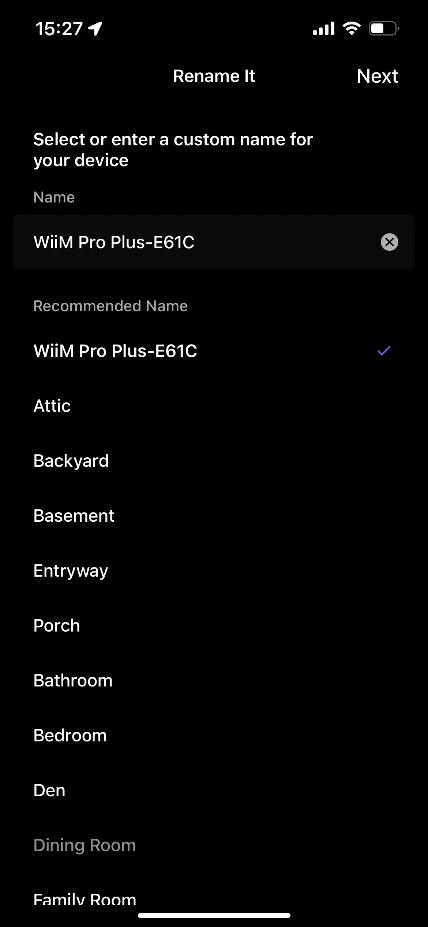 15:27
Rename It
Next
Select or enter a custom name for
your device
Name
WiiM Pro Plus-E61C
Recommended Name
WiiM Pro Plus-E61C
Attic
Backyard
Basement
Entryway
Porch
Bathroom
Bedroom
Den
Dining Room
Family Room